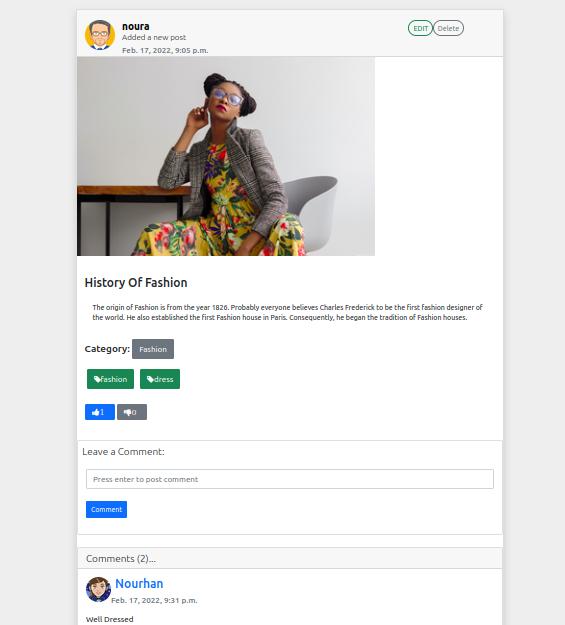 noura
EDIT Delete
Added a new post
Feb. 17, 2022, 9:05 p.m.
History Of Fashion
The origin of Fashion is from the year 1826. Probably everyone believes Charles Frederick to be the first fashion designer of
the world. He also established the first Fashion house in Paris. Consequently, he began the tradition of Fashion houses.
Category: Fashion
fashion dress
1 0
Leave a Comment:
Press enter to post comment
Comment
Comments (2)...
Nourhan
Feb. 17, 2022, 9:31 p.m.
Well Dressed